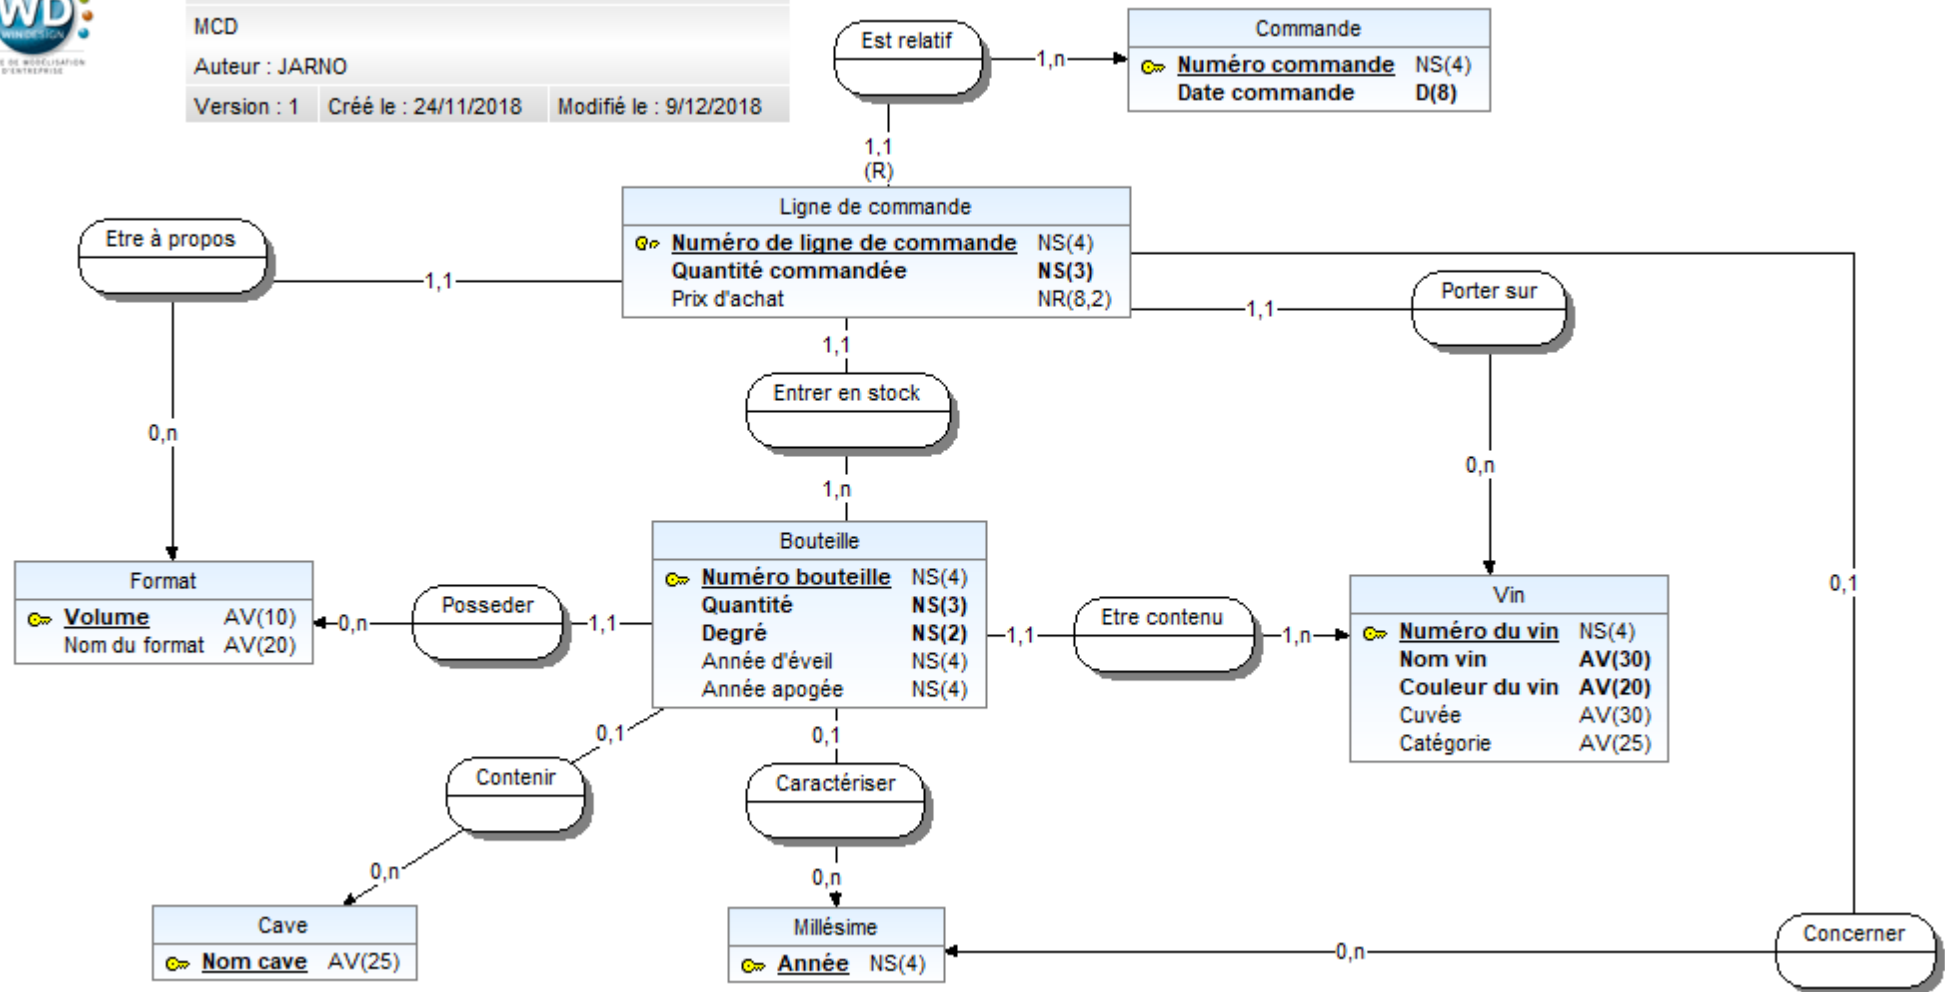 WD
WINDESIGN
D'ENTREPRISE
MCD
Auteur : JARNO
Version : 1 Créé le : 24/11/2018 Modifié le : 9/12/2018
Est relatif
1,n
Commande
Numéro commande NS(4)
Date commande D(8)
1,1
(R)
Ligne de commande
Numéro de ligne de commande NS(4)
Quantité commandée NS(3)
Prix d'achat NR(8,2)
Etre à propos
1,1
1,1
Porter sur
1,1
Entrer en stock
0,n
0,n
1,n
Bouteille
Numéro bouteille NS(4)
Quantité NS(3)
Degré NS(2)
Année d'éveil NS(4)
Année apogée NS(4)
Format
Volume AV(10)
Nom du format AV(20)
0,n
Posseder
1,1
1,1
Etre contenu
1,n
Vin
Numéro du vin NS(4)
Nom vin AV(30)
Couleur du vin AV(20)
Cuvée AV(30)
Catégorie AV(25)
0,1
0,1
0,1
Contenir
Caractériser
0,n
0,n
Cave
Nom cave AV(25)
Millésime
Année NS(4)
0,n
Concerner